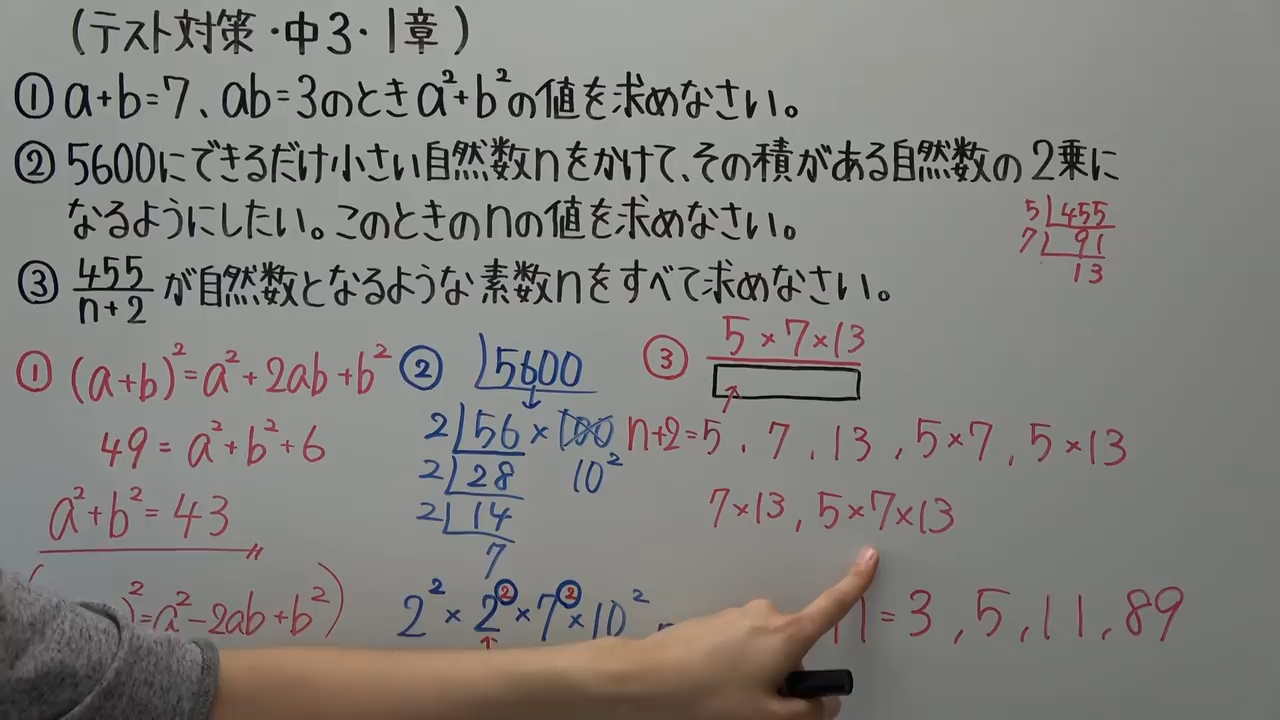 (テスト対策・中3・1章)
① a+b=7、ab=3のときa²+b²の値を求めなさい。
② 5600にできるだけ小さい自然数nをかけて、その積がある自然数の2乗に
なるようにしたい。このときのnの値を求めなさい。
③ 455/n+2 が自然数となるような素数nをすべて求めなさい。
5 455
7 91
13
① (a+b)²=a²+2ab+b²
49=a²+b²+6
a²+b²=43
)²=a²-2ab+b²)
② 5600
2 56×100
2 28 10²
2 14
7
2²×2²×7²×10²
③ 5×7×13
n+2=5, 7, 13, 5×7, 5×13
7×13, 5×7×13
n=3, 5, 11, 89